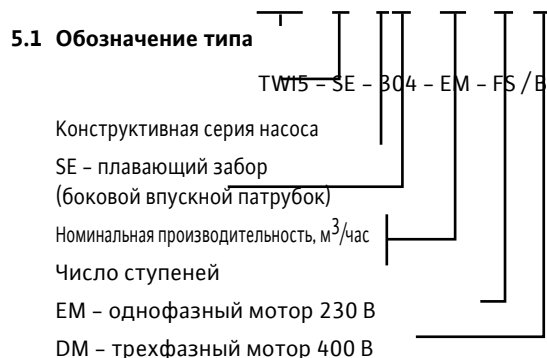 5.1 Обозначение типа
TWI5 – SE – 304 – EM – FS / B
Конструктивная серия насоса
SE – плавающий забор
(боковой впускной патрубок)
Номинальная производительность, м³/час
Число ступеней
EM – однофазный мотор 230 В
DM – трехфазный мотор 400 В